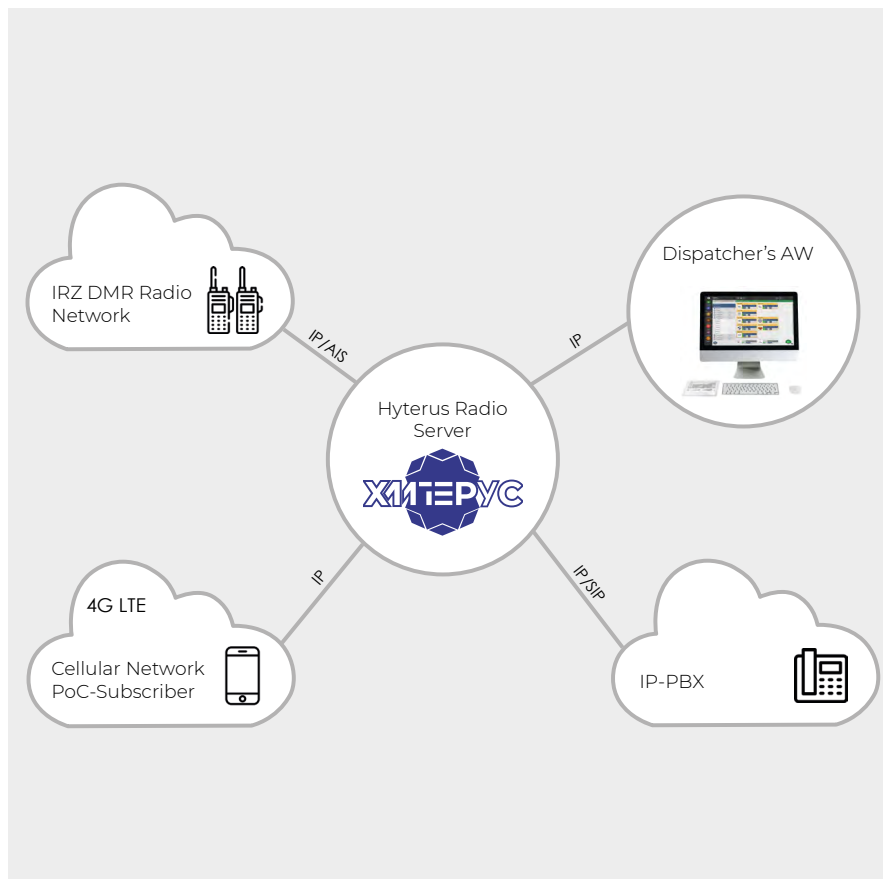 Dispatcher’s AW
IRZ DMR Radio
Network
IP/AIS
IP
Hyterus Radio
Server
ХИТЕРУС
IP
IP/SIP
4G LTE
Cellular Network
PoC-Subscriber
IP-PBX